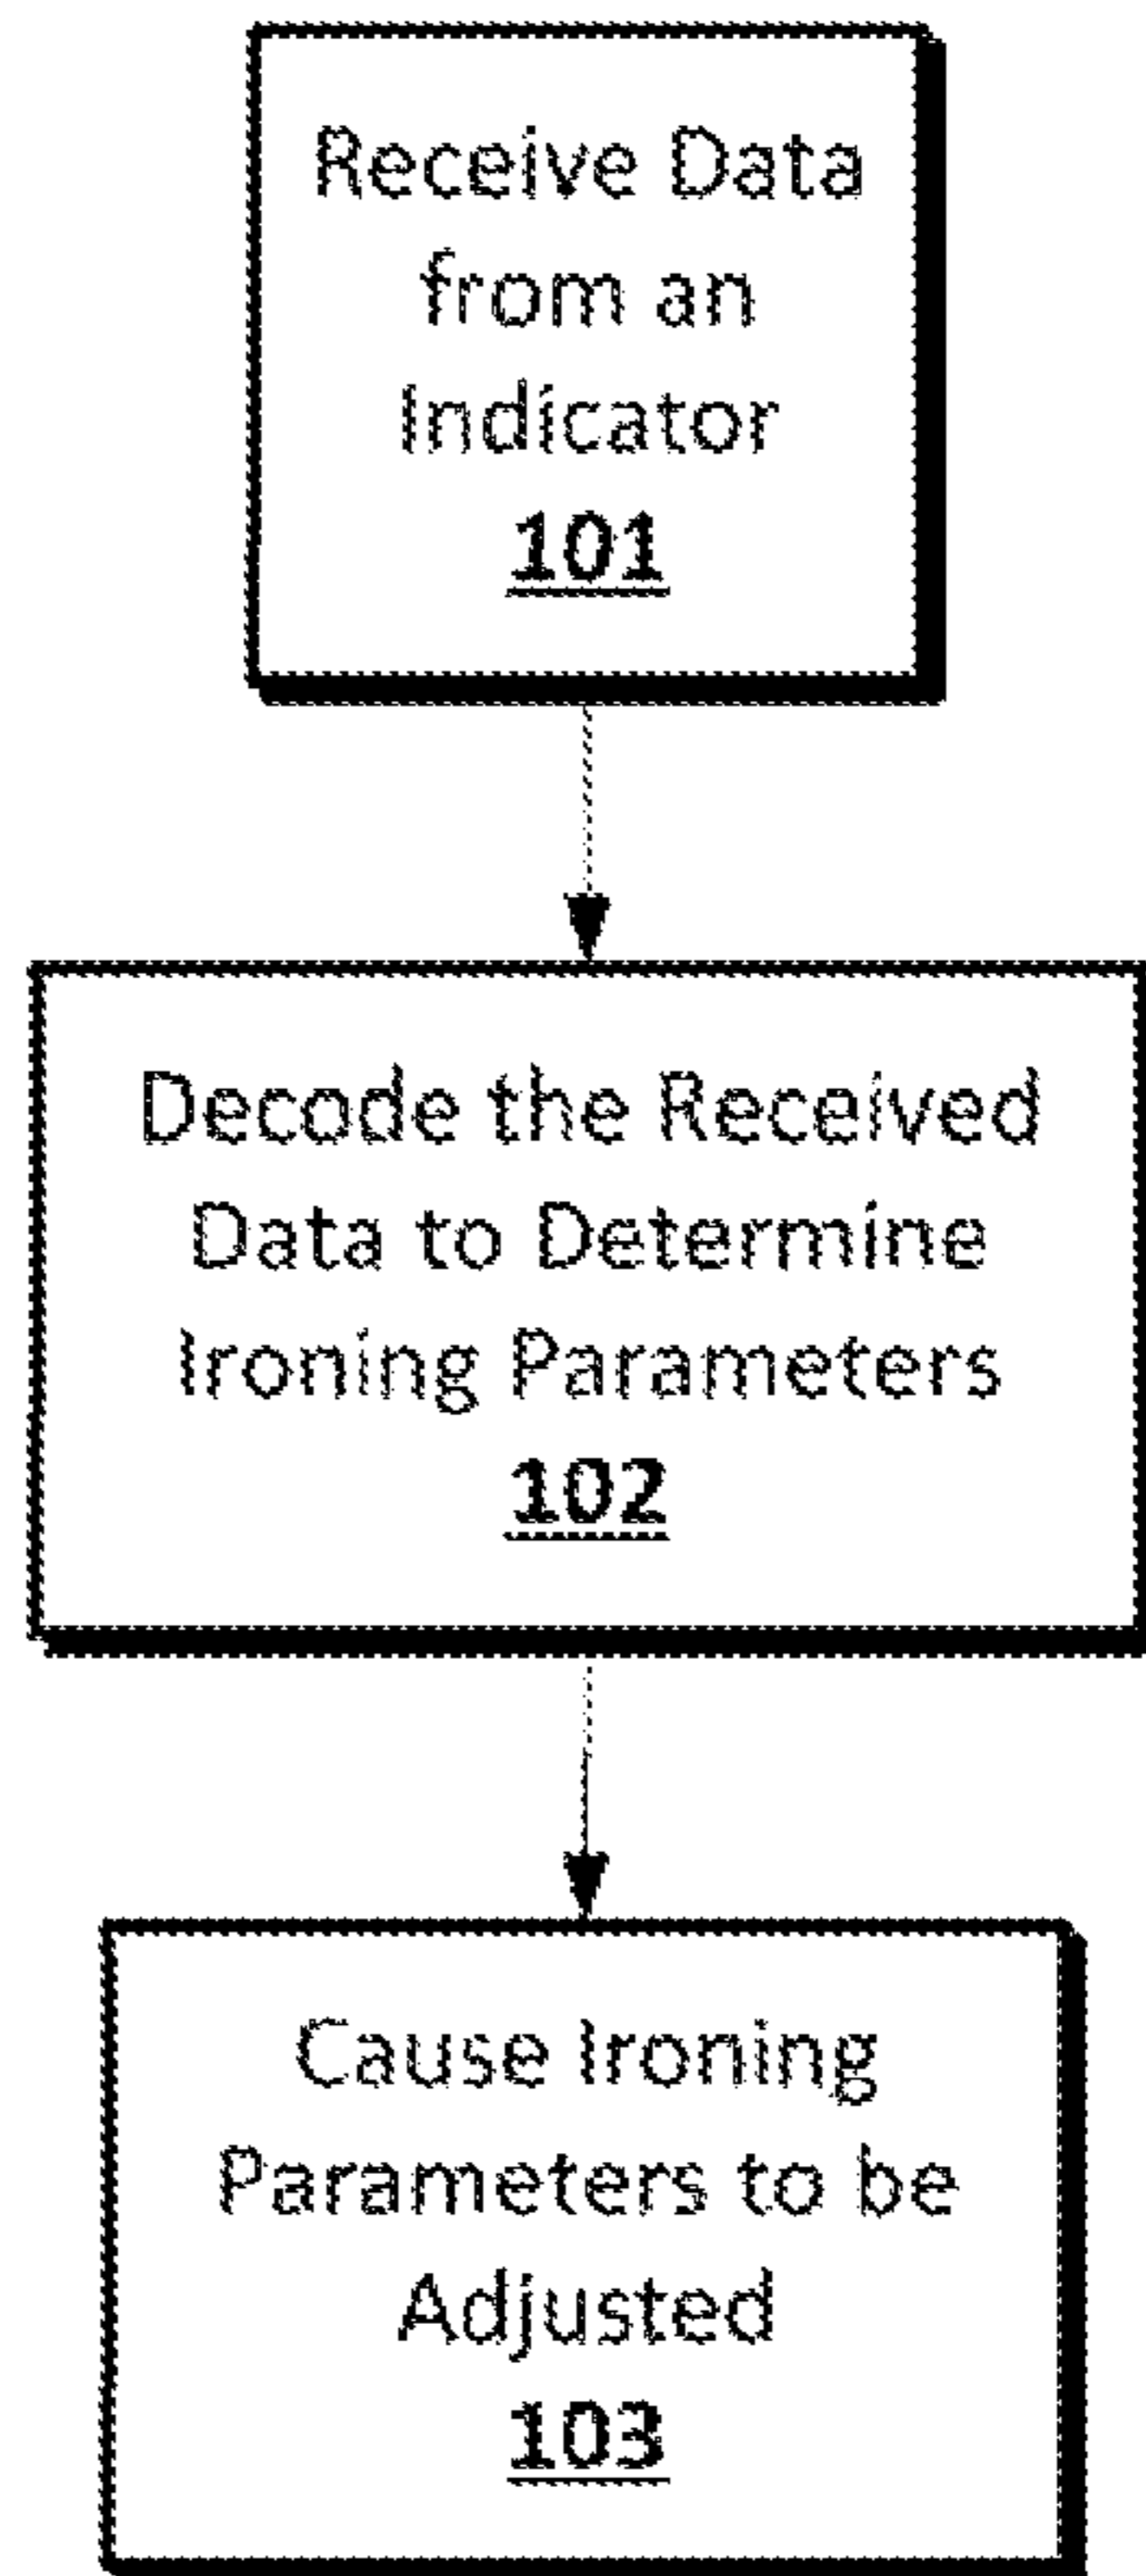 Receive Data
from an
Indicator
101
Decode the Received
Data to Determine
Ironing Parameters
102
Cause Ironing
Parameters to be
Adjusted
103